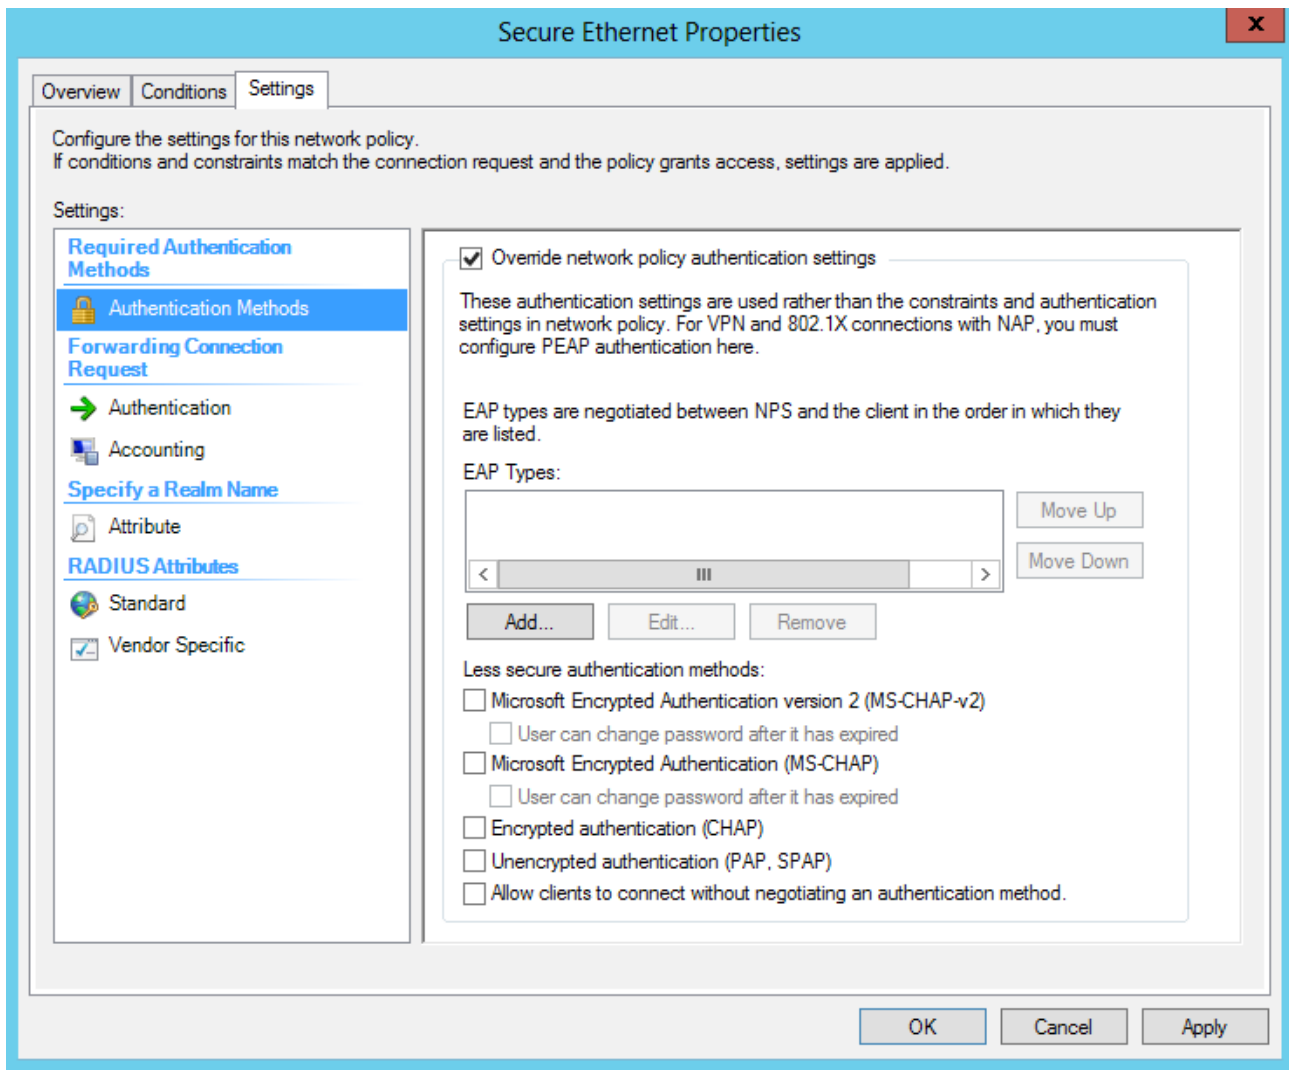 Secure Ethernet Properties
x
Overview
Conditions
Settings
Configure the settings for this network policy.
If conditions and constraints match the connection request and the policy grants access, settings are applied.
Settings:
Required Authentication
Methods
Authentication Methods
Forwarding Connection
Request
Authentication
Accounting
Specify a Realm Name
Attribute
RADIUS Attributes
Standard
Vendor Specific
Override network policy authentication settings
These authentication settings are used rather than the constraints and authentication
settings in network policy. For VPN and 802.1X connections with NAP, you must
configure PEAP authentication here.
EAP types are negotiated between NPS and the client in the order in which they
are listed.
EAP Types:
Move Up
Move Down
Add...
Edit...
Remove
Less secure authentication methods:
Microsoft Encrypted Authentication version 2 (MS-CHAP-v2)
User can change password after it has expired
Microsoft Encrypted Authentication (MS-CHAP)
User can change password after it has expired
Encrypted authentication (CHAP)
Unencrypted authentication (PAP, SPAP)
Allow clients to connect without negotiating an authentication method.
OK
Cancel
Apply